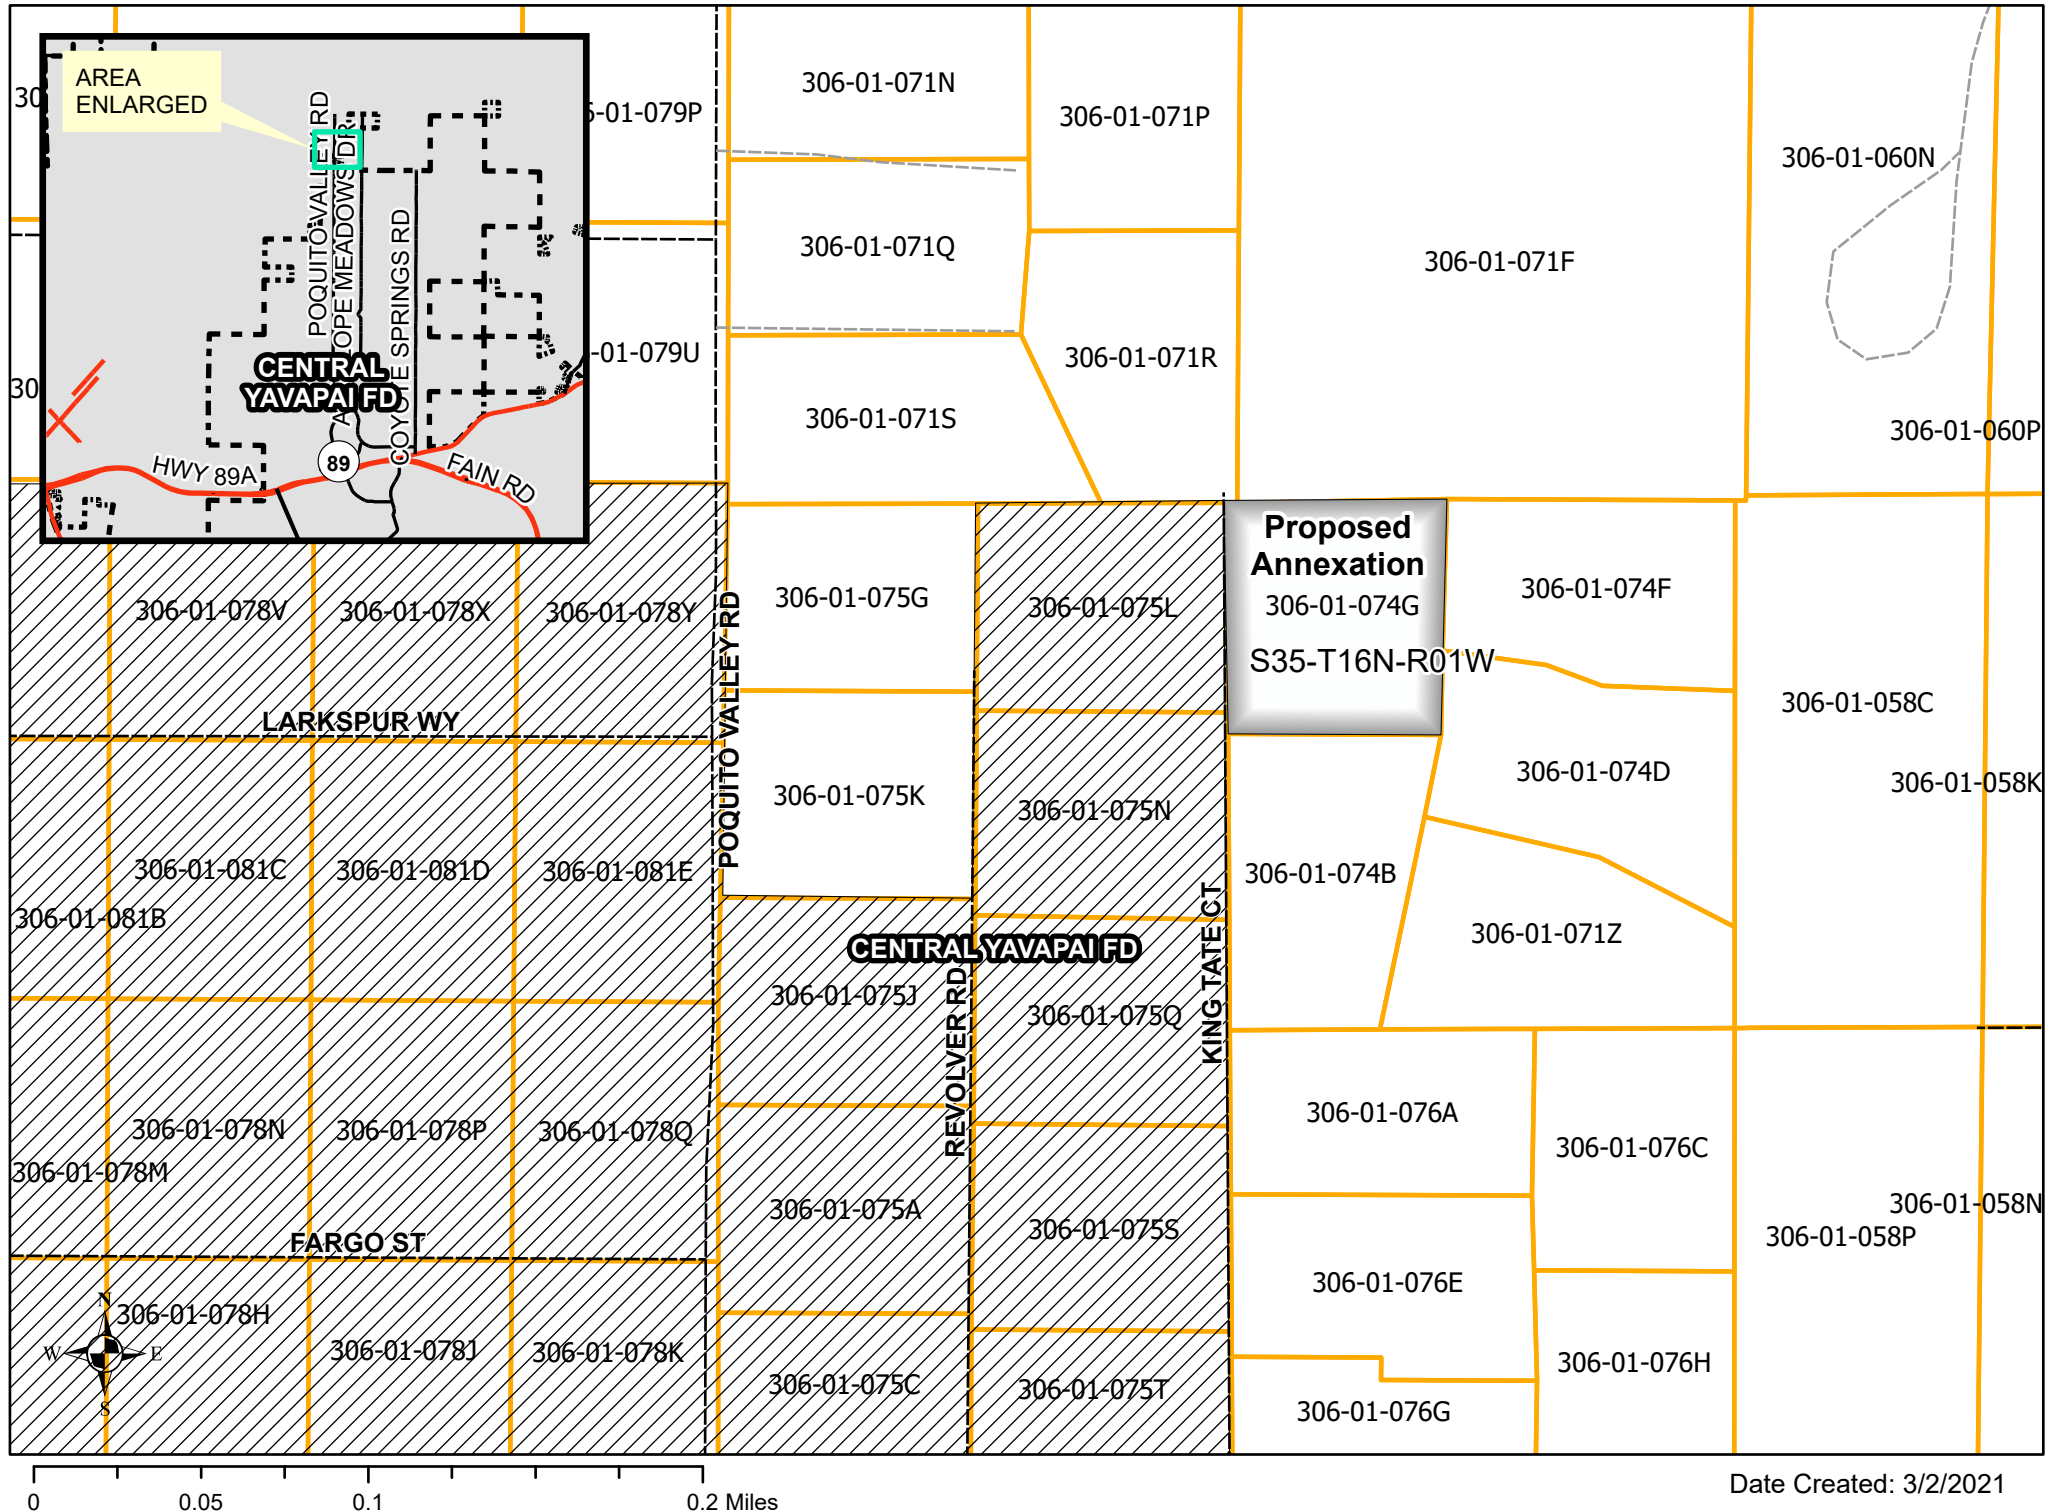 AREA
ENLARGED
POQUITO VALLEY RD
COYOTE SPRINGS RD
CENTRAL
YAVAPAI FD
HWY 89A
89
FAIN RD
306-01-071N
306-01-071P
306-01-060N
306-01-071Q
306-01-071F
306-01-071R
306-01-071S
306-01-060P
Proposed
Annexation
306-01-074G
S35-T16N-R01W
306-01-074F
306-01-075G
306-01-075L
306-01-078V
306-01-078X
306-01-078Y
POQUITO VALLEY RD
LARKSPUR WY
306-01-058C
306-01-074D
306-01-058K
306-01-075K
306-01-075N
306-01-074B
306-01-081C
306-01-081D
306-01-081E
306-01-081B
306-01-071Z
CENTRAL YAVAPAI FD
KING TATE CT
REVOLVER RD
306-01-075J
306-01-075Q
306-01-076A
306-01-076C
306-01-078N
306-01-078P
306-01-078Q
306-01-078M
306-01-075A
306-01-075S
306-01-058N
306-01-058P
FARGO ST
306-01-076E
N
W
E
S
306-01-078H
306-01-078J
306-01-078K
306-01-075C
306-01-075T
306-01-076H
306-01-076G
0
0.05
0.1
0.2 Miles
Date Created: 3/2/2021